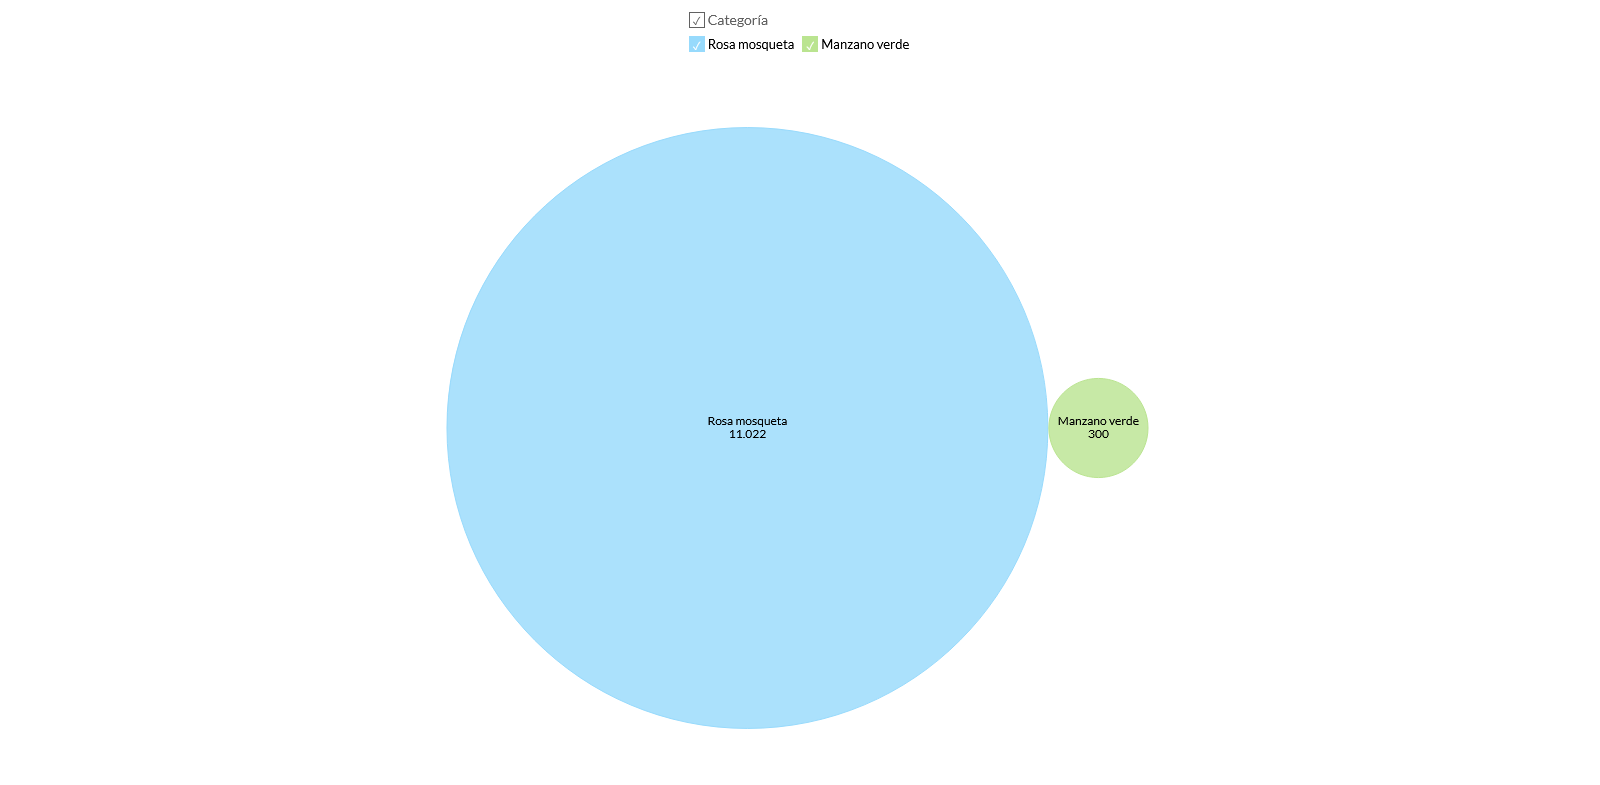 Categoría
Rosa mosqueta Manzano verde
Rosa mosqueta
11.022
Manzano verde
300